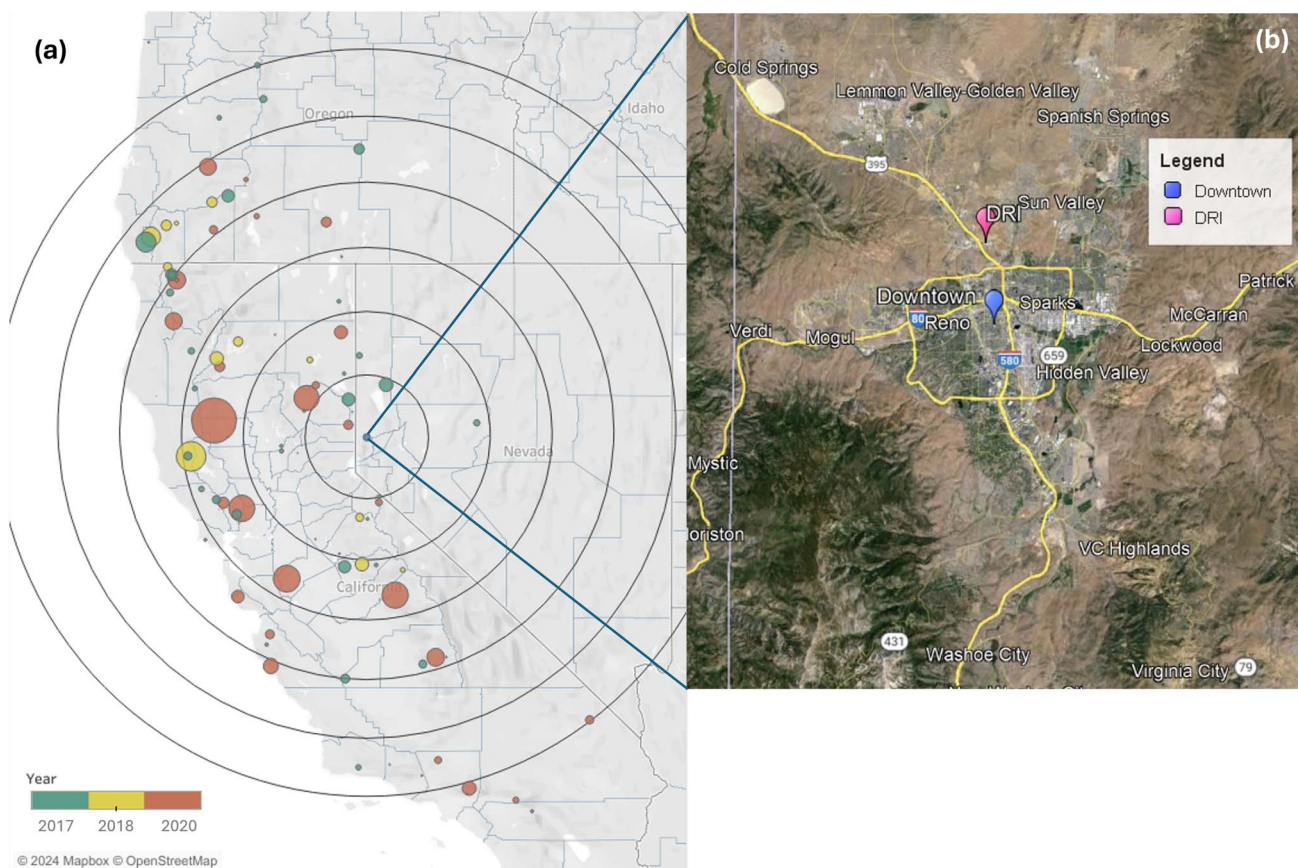 (a)
Oregon
Idaho
Nevada
California
Year
2017 2018 2020
© 2024 Mapbox © OpenStreetMap
(b)
Cold Springs
Lemmon Valley-Golden Valley
Spanish Springs
395
Legend
Downtown
DRI
DRI
Sun Valley
Patrick
Downtown
Sparks
McCarran
80
Reno
Verdi
Mogul
Lockwood
580
659
Hidden Valley
Mystic
loriston
VC Highlands
431
Washoe City
Virginia City
79